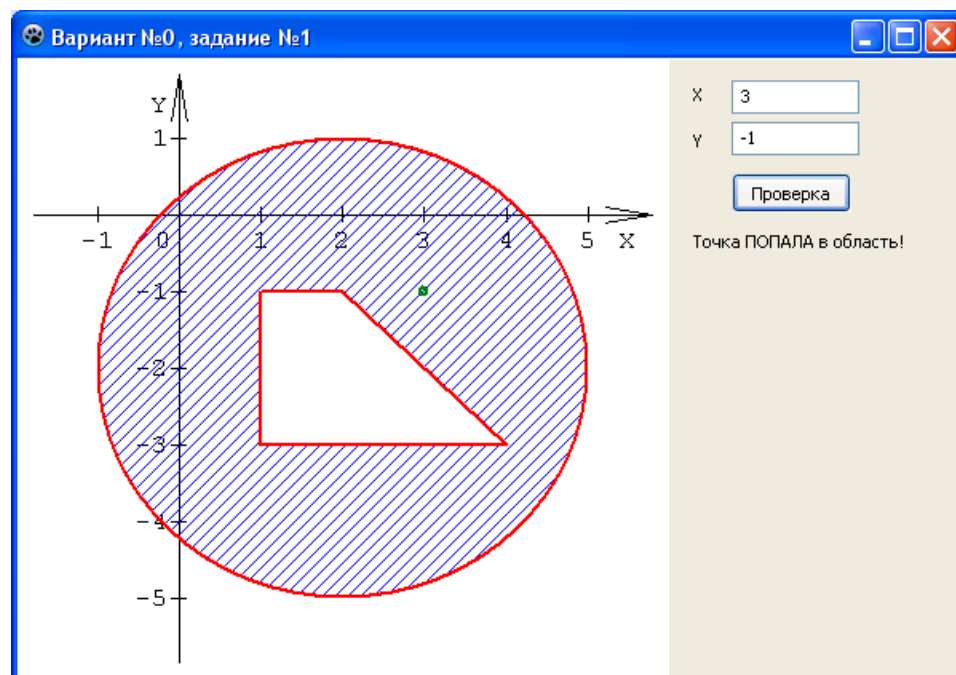 Вариант №0, задание №1
X 3
Y -1
Проверка
Точка ПОПАЛА в область!
Y
1
-1 0 1 2 3 4 5 X
-1
-2
-3
-4
-5